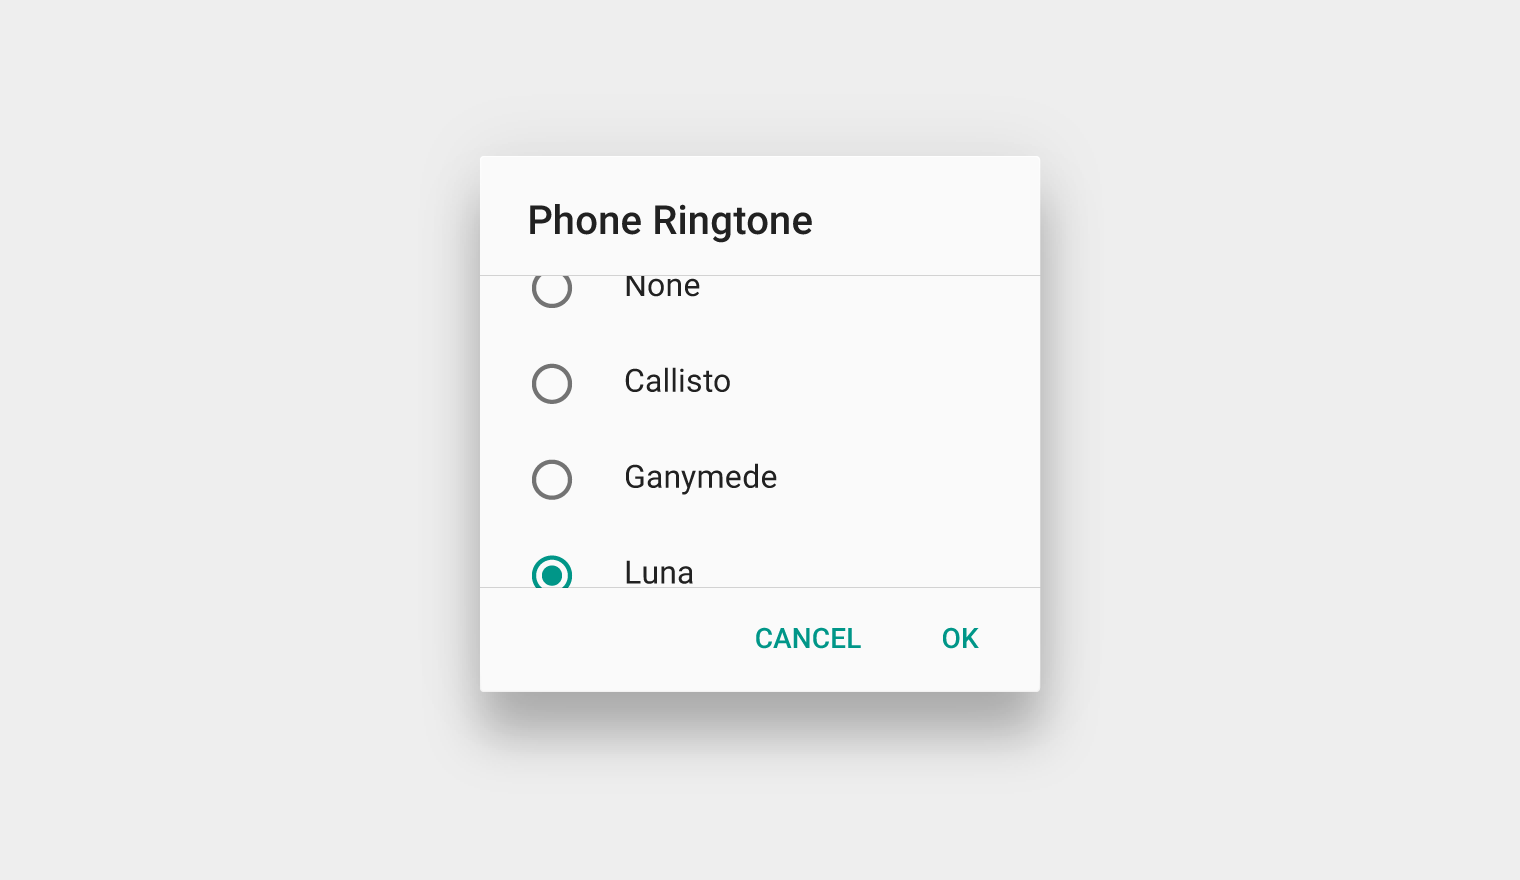 Phone Ringtone
None
Callisto
Ganymede
Luna
CANCEL OK